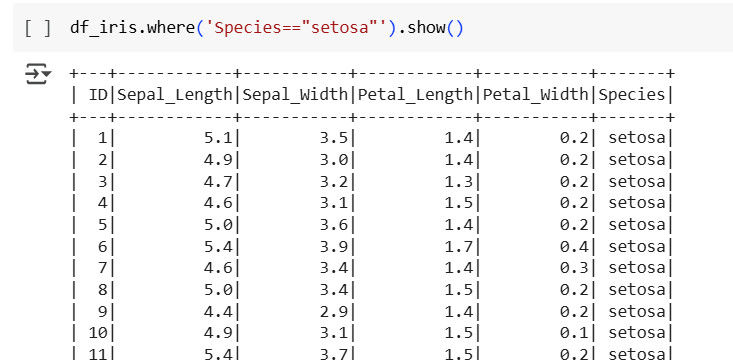 [ ] df_iris.where('Species=="setosa"').show()
+---+------------+-----------+------------+-----------+-------+
| ID|Sepal_Length|Sepal_Width|Petal_Length|Petal_Width|Species|
+---+------------+-----------+------------+-----------+-------+
|  1|         5.1|        3.5|         1.4|        0.2| setosa|
|  2|         4.9|        3.0|         1.4|        0.2| setosa|
|  3|         4.7|        3.2|         1.3|        0.2| setosa|
|  4|         4.6|        3.1|         1.5|        0.2| setosa|
|  5|         5.0|        3.6|         1.4|        0.2| setosa|
|  6|         5.4|        3.9|         1.7|        0.4| setosa|
|  7|         4.6|        3.4|         1.4|        0.3| setosa|
|  8|         5.0|        3.4|         1.5|        0.2| setosa|
|  9|         4.4|        2.9|         1.4|        0.2| setosa|
| 10|         4.9|        3.1|         1.5|        0.1| setosa|
| 11|         5.4|        3.7|         1.5|        0.2| setosa|